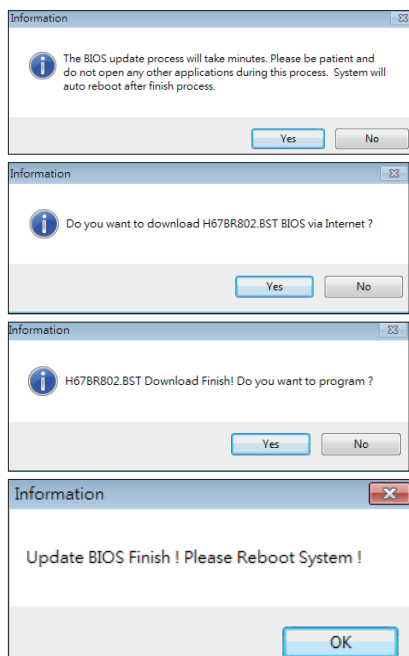 Information
The BIOS update process will take minutes. Please be patient and
do not open any other applications during this process.  System will
auto reboot after finish process.
Yes
No
Information
Do you want to download H67BR802.BST BIOS via Internet ?
Yes
No
Information
H67BR802.BST Download Finish! Do you want to program ?
Yes
No
Information
Update BIOS Finish ! Please Reboot System !
OK